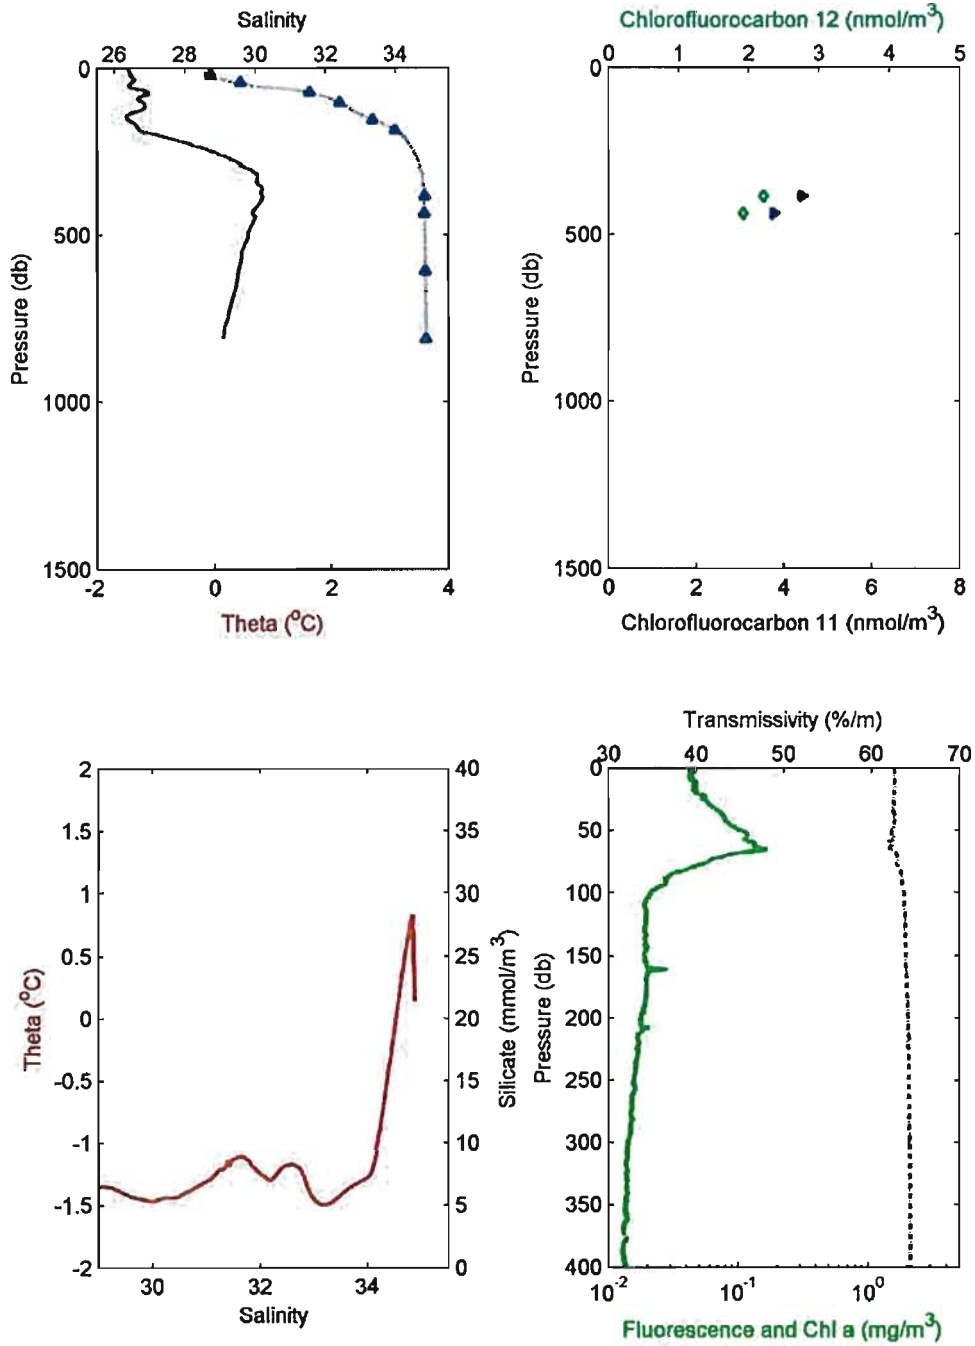 Salinity
26 28 30 32 34
0
500
1000
1500
Pressure (db)
-2 0 2 4
Theta (°C)
Chlorofluorocarbon 12 (nmol/m³)
0 1 2 3 4 5
0
500
1000
1500
Pressure (db)
0 2 4 6 8
Chlorofluorocarbon 11 (nmol/m³)
2
1.5
1
0.5
0
-0.5
-1
-1.5
-2
Theta (°C)
40
35
30
25
20
15
10
5
0
Silicate (mmol/m³)
30 32 34
Salinity
Transmissivity (%/m)
30 40 50 60 70
0
50
100
150
200
250
300
350
400
Pressure (db)
10⁻² 10⁻¹ 10⁰
Fluorescence and Chl a (mg/m³)